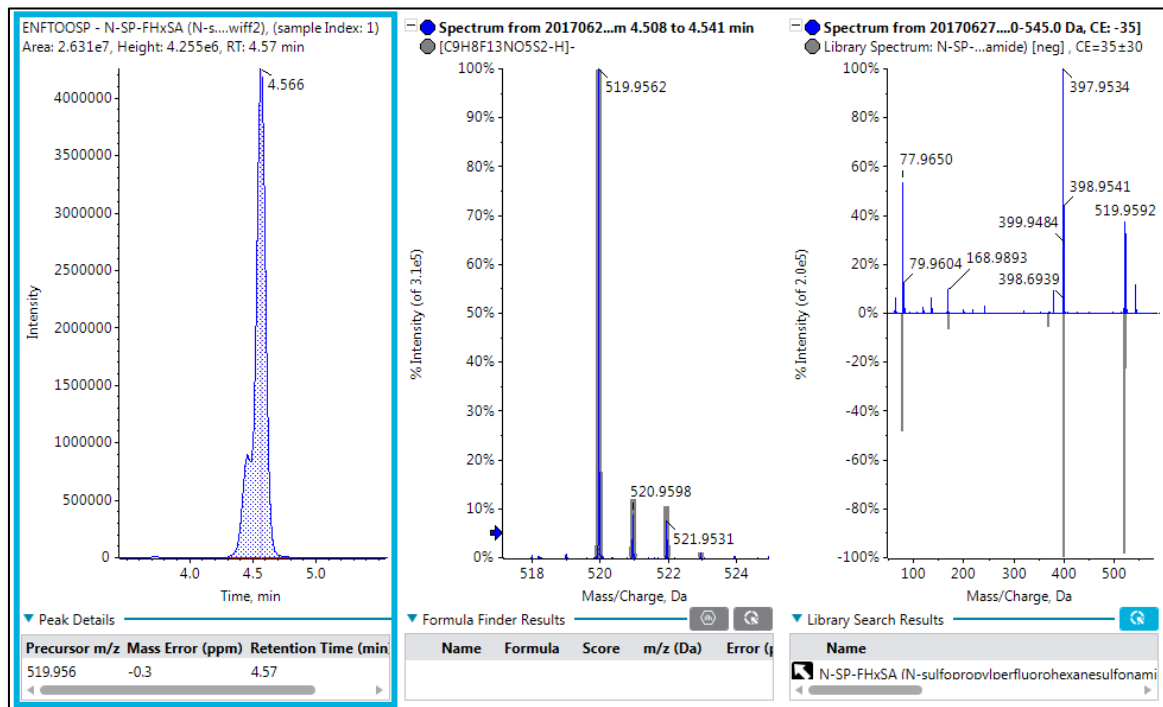 ENFTOOSP - N-SP-FHxSA (N-s....wiff2), (sample Index: 1)
Area: 2.631e7, Height: 4.255e6, RT: 4.57 min
4.566
4000000
3500000
3000000
2500000
2000000
1500000
1000000
500000
0
Intensity
4.0
4.5
5.0
Time, min
Peak Details
Precursor m/z Mass Error (ppm) Retention Time (min
519.956 -0.3 4.57
Spectrum from 2017062...m 4.508 to 4.541 min
[C9H8F13NO5S2-H]-
100%
90%
80%
70%
60%
50%
40%
30%
20%
10%
0%
% Intensity (of 3.1e5)
519.9562
520.9598
521.9531
518
520
522
524
Mass/Charge, Da
Formula Finder Results
Name Formula Score m/z (Da) Error (
Spectrum from 20170627....0-545.0 Da, CE: -35]
Library Spectrum: N-SP-...amide) [neg] , CE=35±30
100%
80%
60%
40%
20%
0%
-20%
-40%
-60%
-80%
-100%
% Intensity (of 2.0e5)
397.9534
77.9650
398.9541
519.9592
399.9484
79.9604
168.9893
398.6939
100
200
300
400
500
Mass/Charge, Da
Library Search Results
Name
N-SP-FHxSA (N-sulfopropylperfluorohexanesulfonami